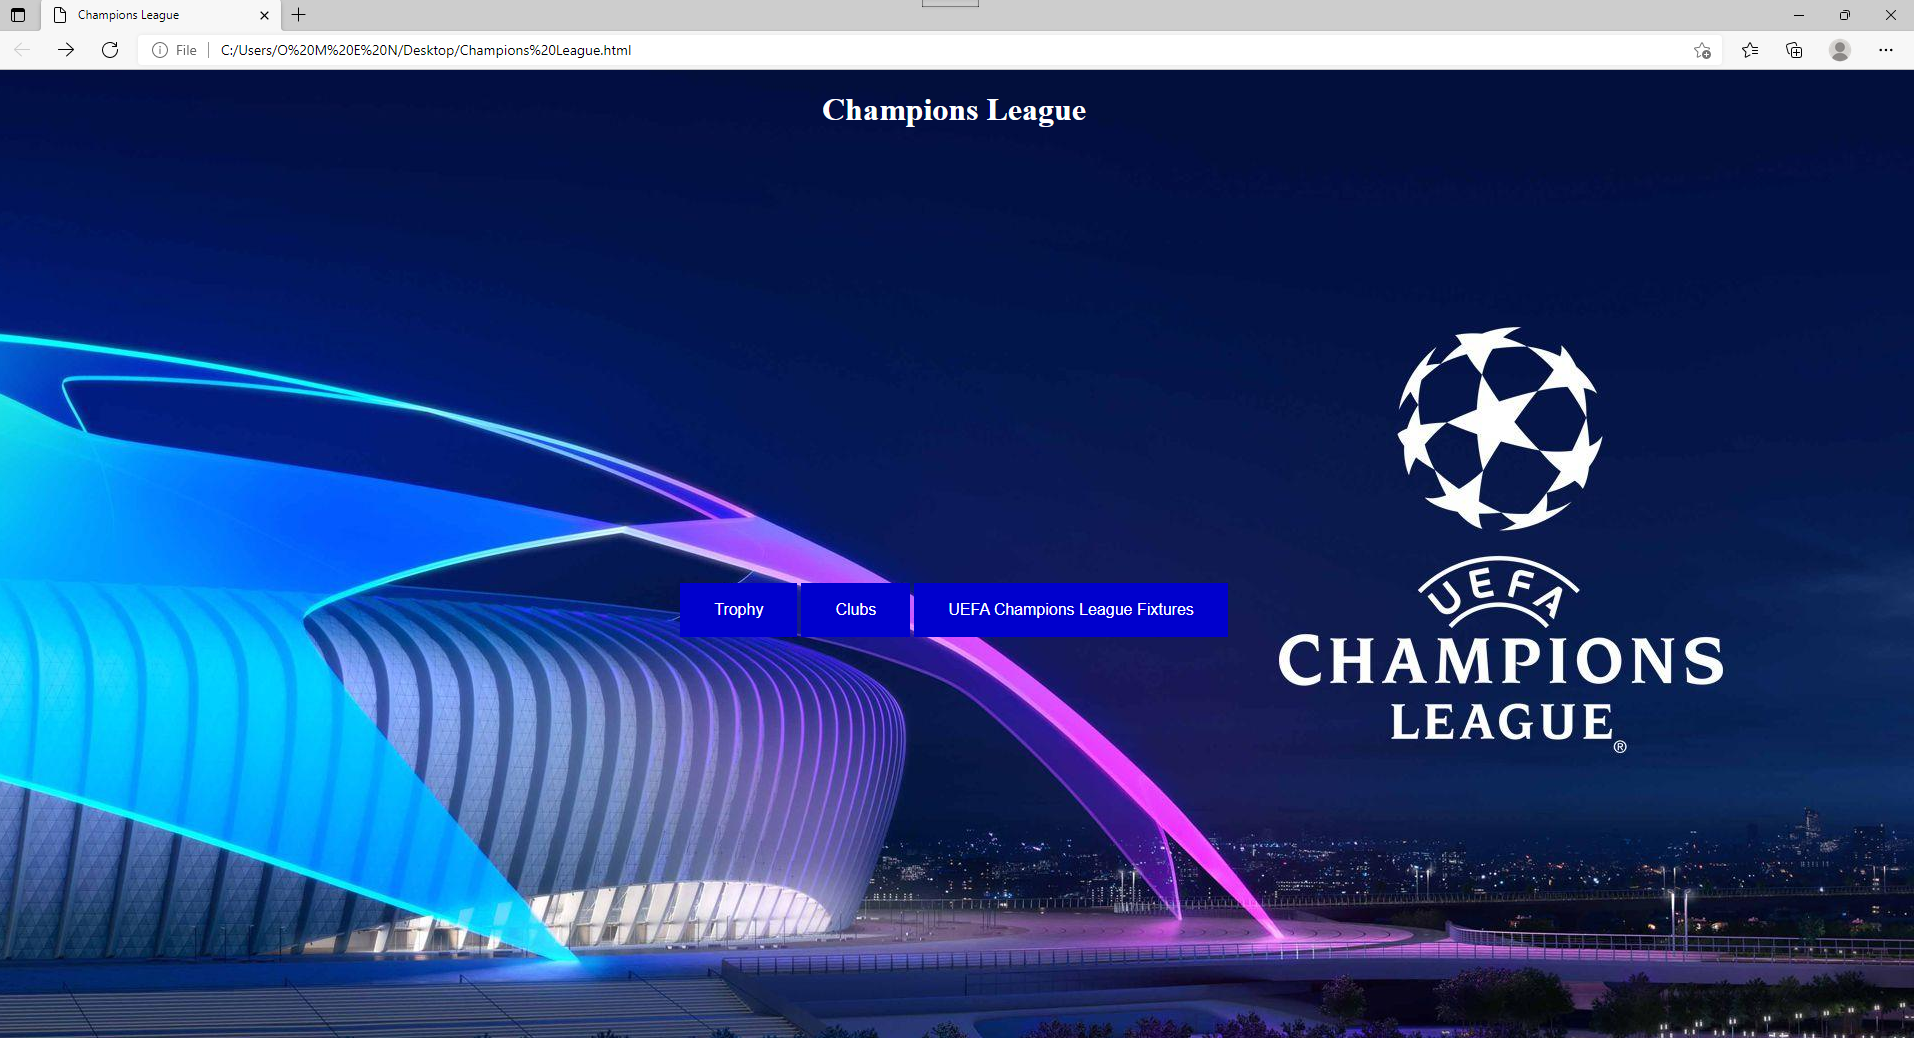 Champions League
File C:/Users/O%20M%20E%20N/Desktop/Champions%20League.html
Champions League
Trophy Clubs UEFA Champions League Fixtures
UEFA
CHAMPIONS
LEAGUE®